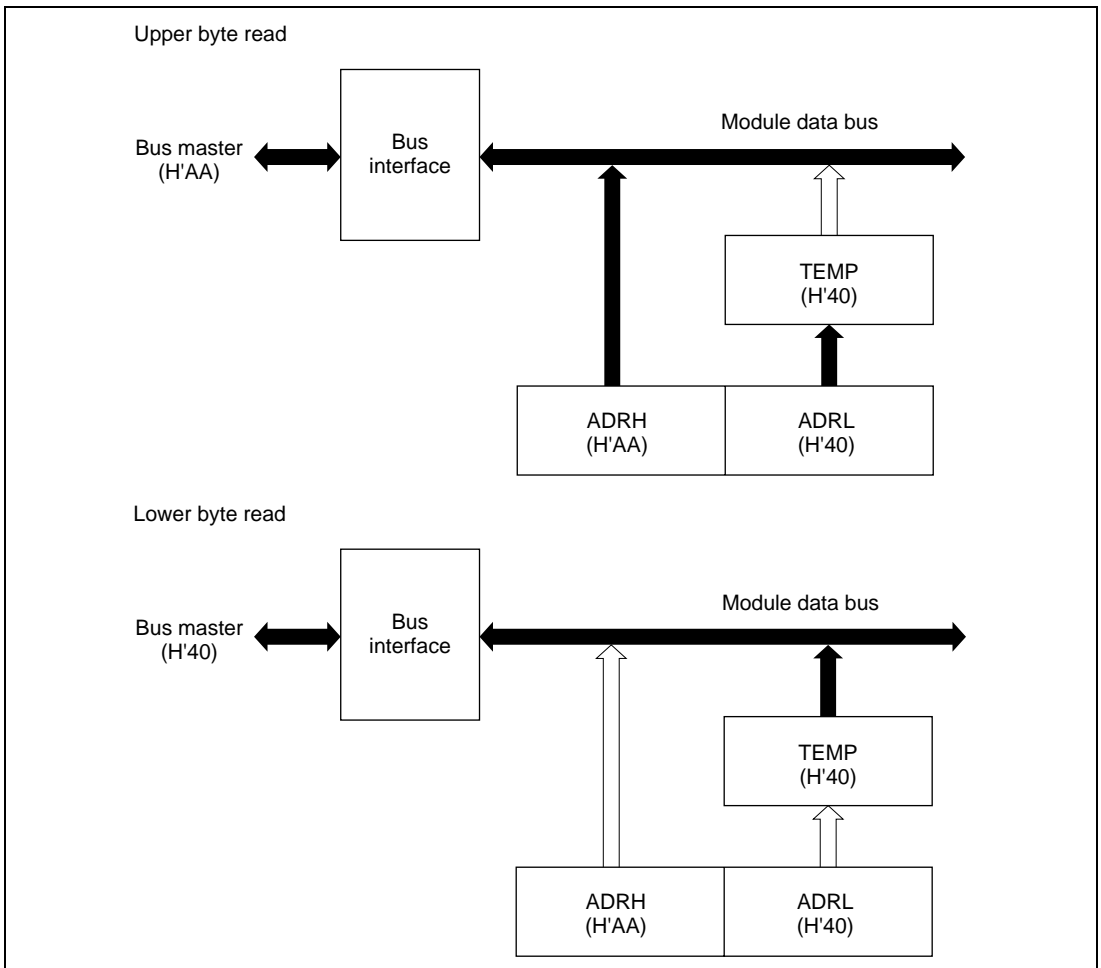 Upper byte read
Bus master
(H'AA)
Bus
interface
Module data bus
TEMP
(H'40)
ADRH
(H'AA)
ADRL
(H'40)
Lower byte read
Bus master
(H'40)
Bus
interface
Module data bus
TEMP
(H'40)
ADRH
(H'AA)
ADRL
(H'40)